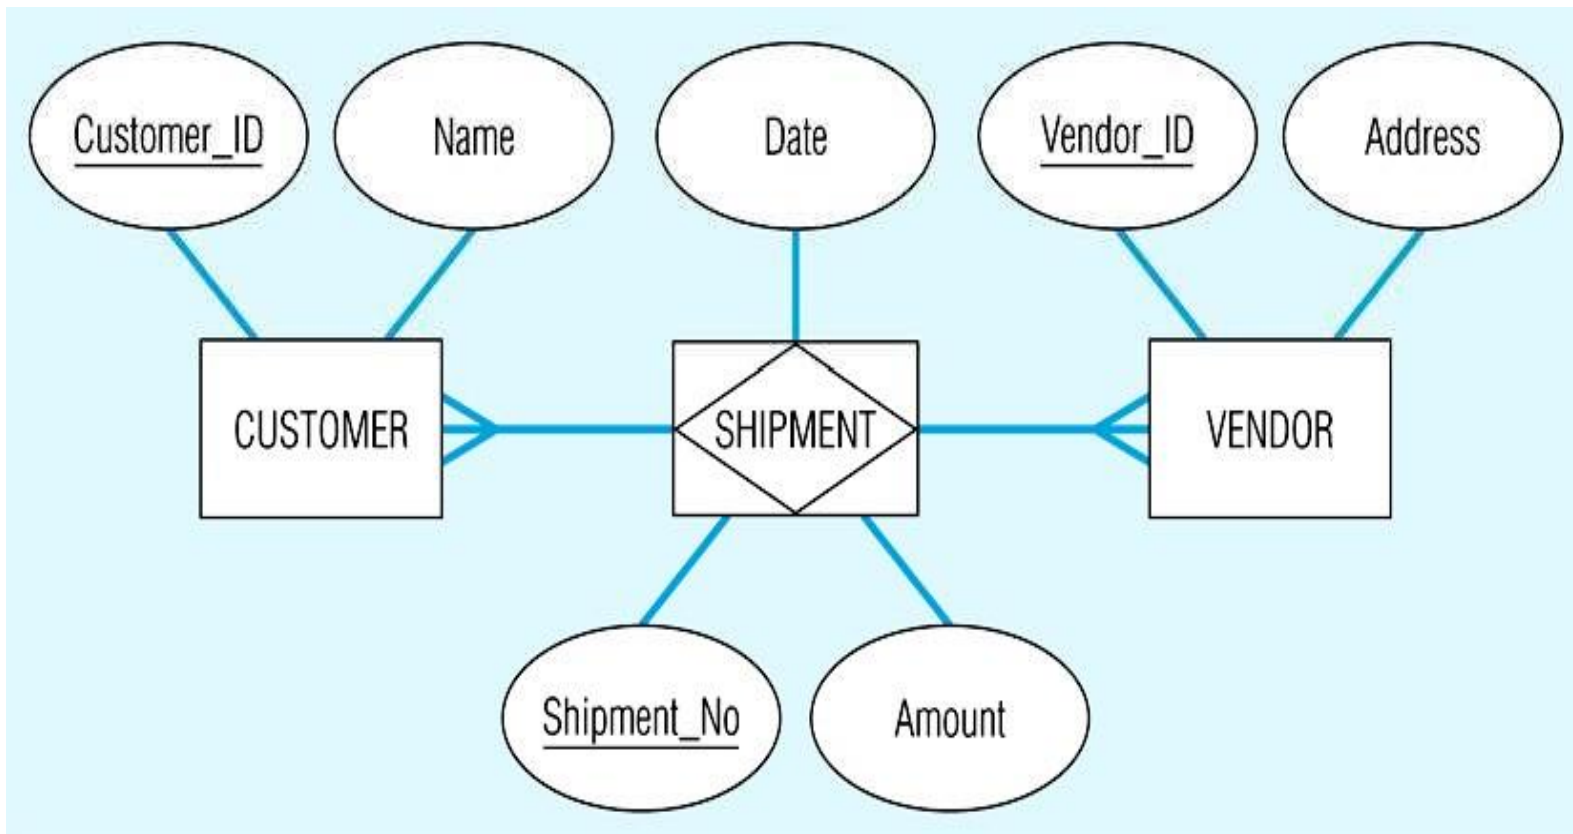 Customer_ID
Name
Date
Vendor_ID
Address
CUSTOMER
SHIPMENT
VENDOR
Shipment_No
Amount